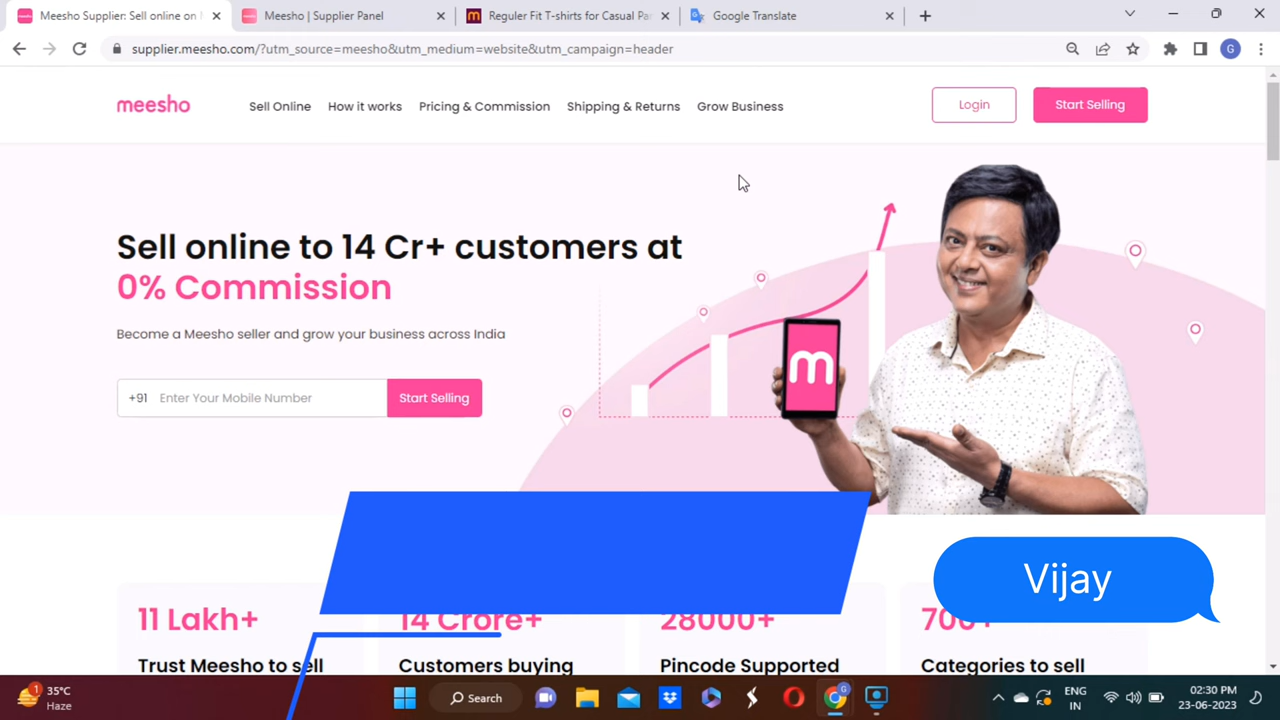 Meesho Supplier: Sell online on
Meesho | Supplier Panel
Reguler Fit T-shirts for Casual Par
Google Translate
supplier.meesho.com/?utm_source=meesho&utm_medium=website&utm_campaign=header
G
meesho
Sell Online
How it works
Pricing & Commission
Shipping & Returns
Grow Business
Login
Start Selling
Sell online to 14 Cr+ customers at
0% Commission
Become a Meesho seller and grow your business across India
+91 Enter Your Mobile Number
Start Selling
m
Vijay
11 Lakh+
14 Crore+
28000+
700+
Trust Meesho to sell
Customers buying
Pincode Supported
Categories to sell
1
35°C
Haze
Search
G
ENG
IN
02:30 PM
23-06-2023